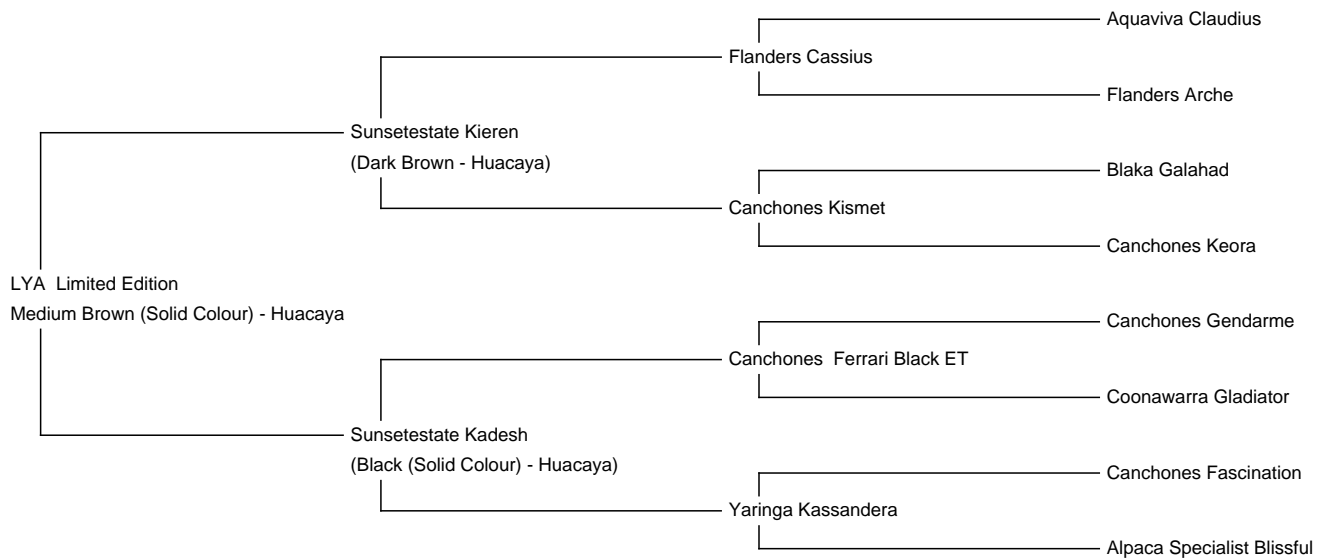 Aquaviva Claudius
Flanders Cassius
Flanders Arche
Sunsetestate Kieren
(Dark Brown - Huacaya)
Blaka Galahad
Canchones Kismet
Canchones Keora
LYA  Limited Edition
Medium Brown (Solid Colour) - Huacaya
Canchones Gendarme
Canchones  Ferrari Black ET
Coonawarra Gladiator
Sunsetestate Kadesh
(Black (Solid Colour) - Huacaya)
Canchones Fascination
Yaringa Kassandera
Alpaca Specialist Blissful